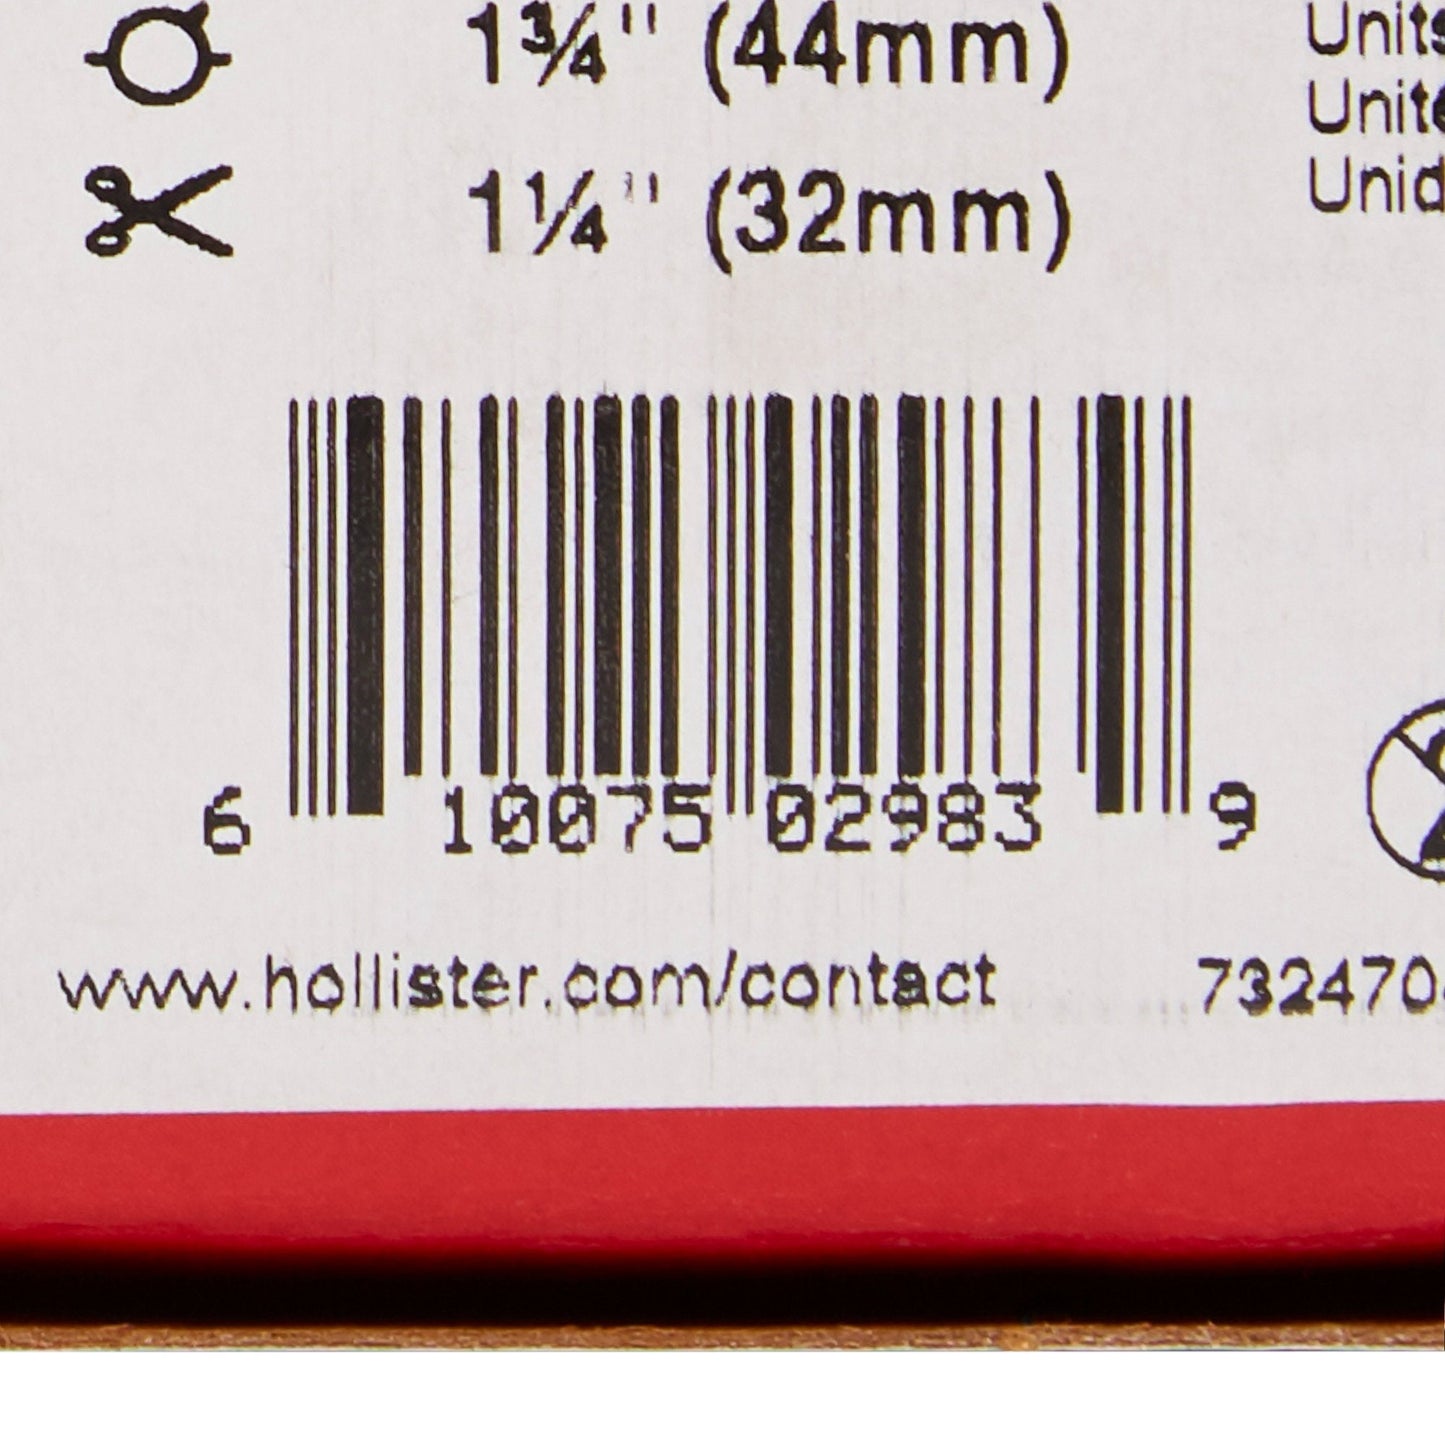 1¾" (44mm)
1¼" (32mm)
Units
Unite
Unid
6 10075 02983 9
www.hollister.com/contact
732470